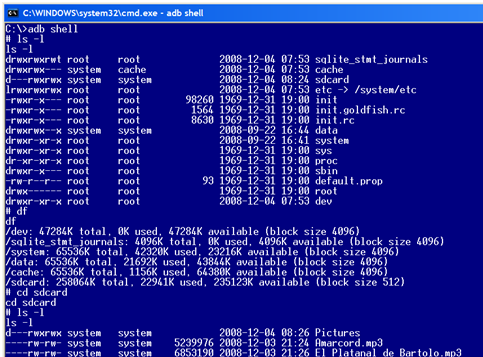 C:\WINDOWS\system32\cmd.exe - adb shell
C:\>adb shell
# ls -l
ls -l
drwxrwxrwt root     root              2008-12-04 07:53 sqlite_stmt_journals
drwxrwx--- system   cache             2008-12-04 07:53 cache
d---rwxrwx system   system            2008-12-04 08:24 sdcard
lrwxrwxrwx root     root              2008-12-04 07:53 etc -> /system/etc
-rwxr-x--- root     root        98260 1969-12-31 19:00 init
-rwxr-x--- root     root         1564 1969-12-31 19:00 init.goldfish.rc
-rwxr-x--- root     root         8630 1969-12-31 19:00 init.rc
drwxrwx--x system   system            2008-09-22 16:44 data
drwxr-xr-x root     root              2008-09-22 16:41 system
drwxr-xr-x root     root              1969-12-31 19:00 sys
dr-xr-xr-x root     root              1969-12-31 19:00 proc
drwxr-x--- root     root              1969-12-31 19:00 sbin
-rw-r--r-- root     root           93 1969-12-31 19:00 default.prop
drwx------ root     root              1969-12-31 19:00 root
drwxr-xr-x root     root              2008-12-04 07:53 dev
# df
df
/dev: 47284K total, 0K used, 47284K available (block size 4096)
/sqlite_stmt_journals: 4096K total, 0K used, 4096K available (block size 4096)
/system: 65536K total, 42320K used, 23216K available (block size 4096)
/data: 65536K total, 21692K used, 43844K available (block size 4096)
/cache: 65536K total, 1156K used, 64380K available (block size 4096)
/sdcard: 258064K total, 22941K used, 235123K available (block size 512)
# cd sdcard
cd sdcard
# ls -l
ls -l
d---rwxrwx system   system            2008-12-04 08:26 Pictures
----rw-rw- system   system    5239976 2008-12-03 21:24 Amarcord.mp3
----rw-rw- system   system    6853190 2008-12-03 21:26 El Platanal de Bartolo.mp3